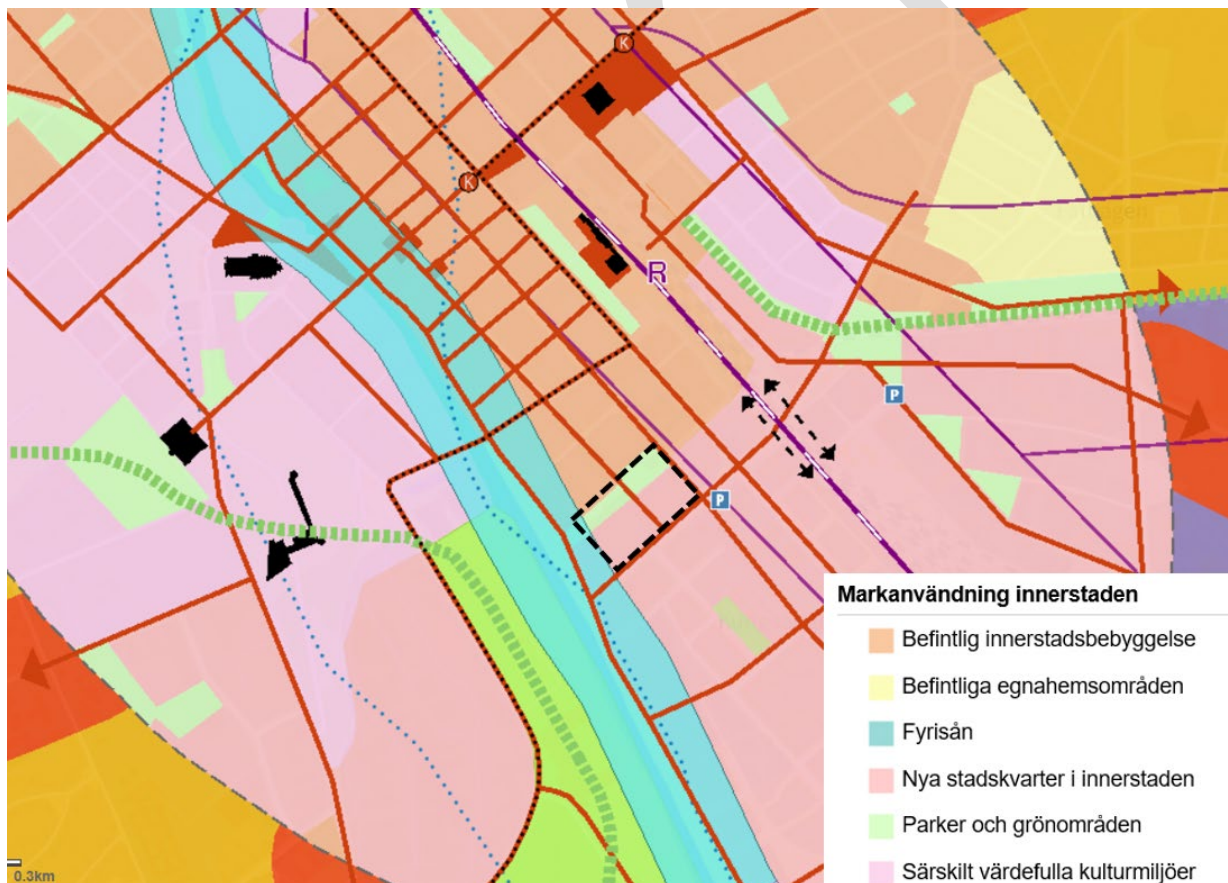 K
K
R
P
P
Markanvändning innerstaden
Befintlig innerstadsbebyggelse
Befintliga egnahemsområden
Fyrisån
Nya stadskvarter i innerstaden
Parker och grönområden
Särskilt värdefulla kulturmiljöer
0.3km